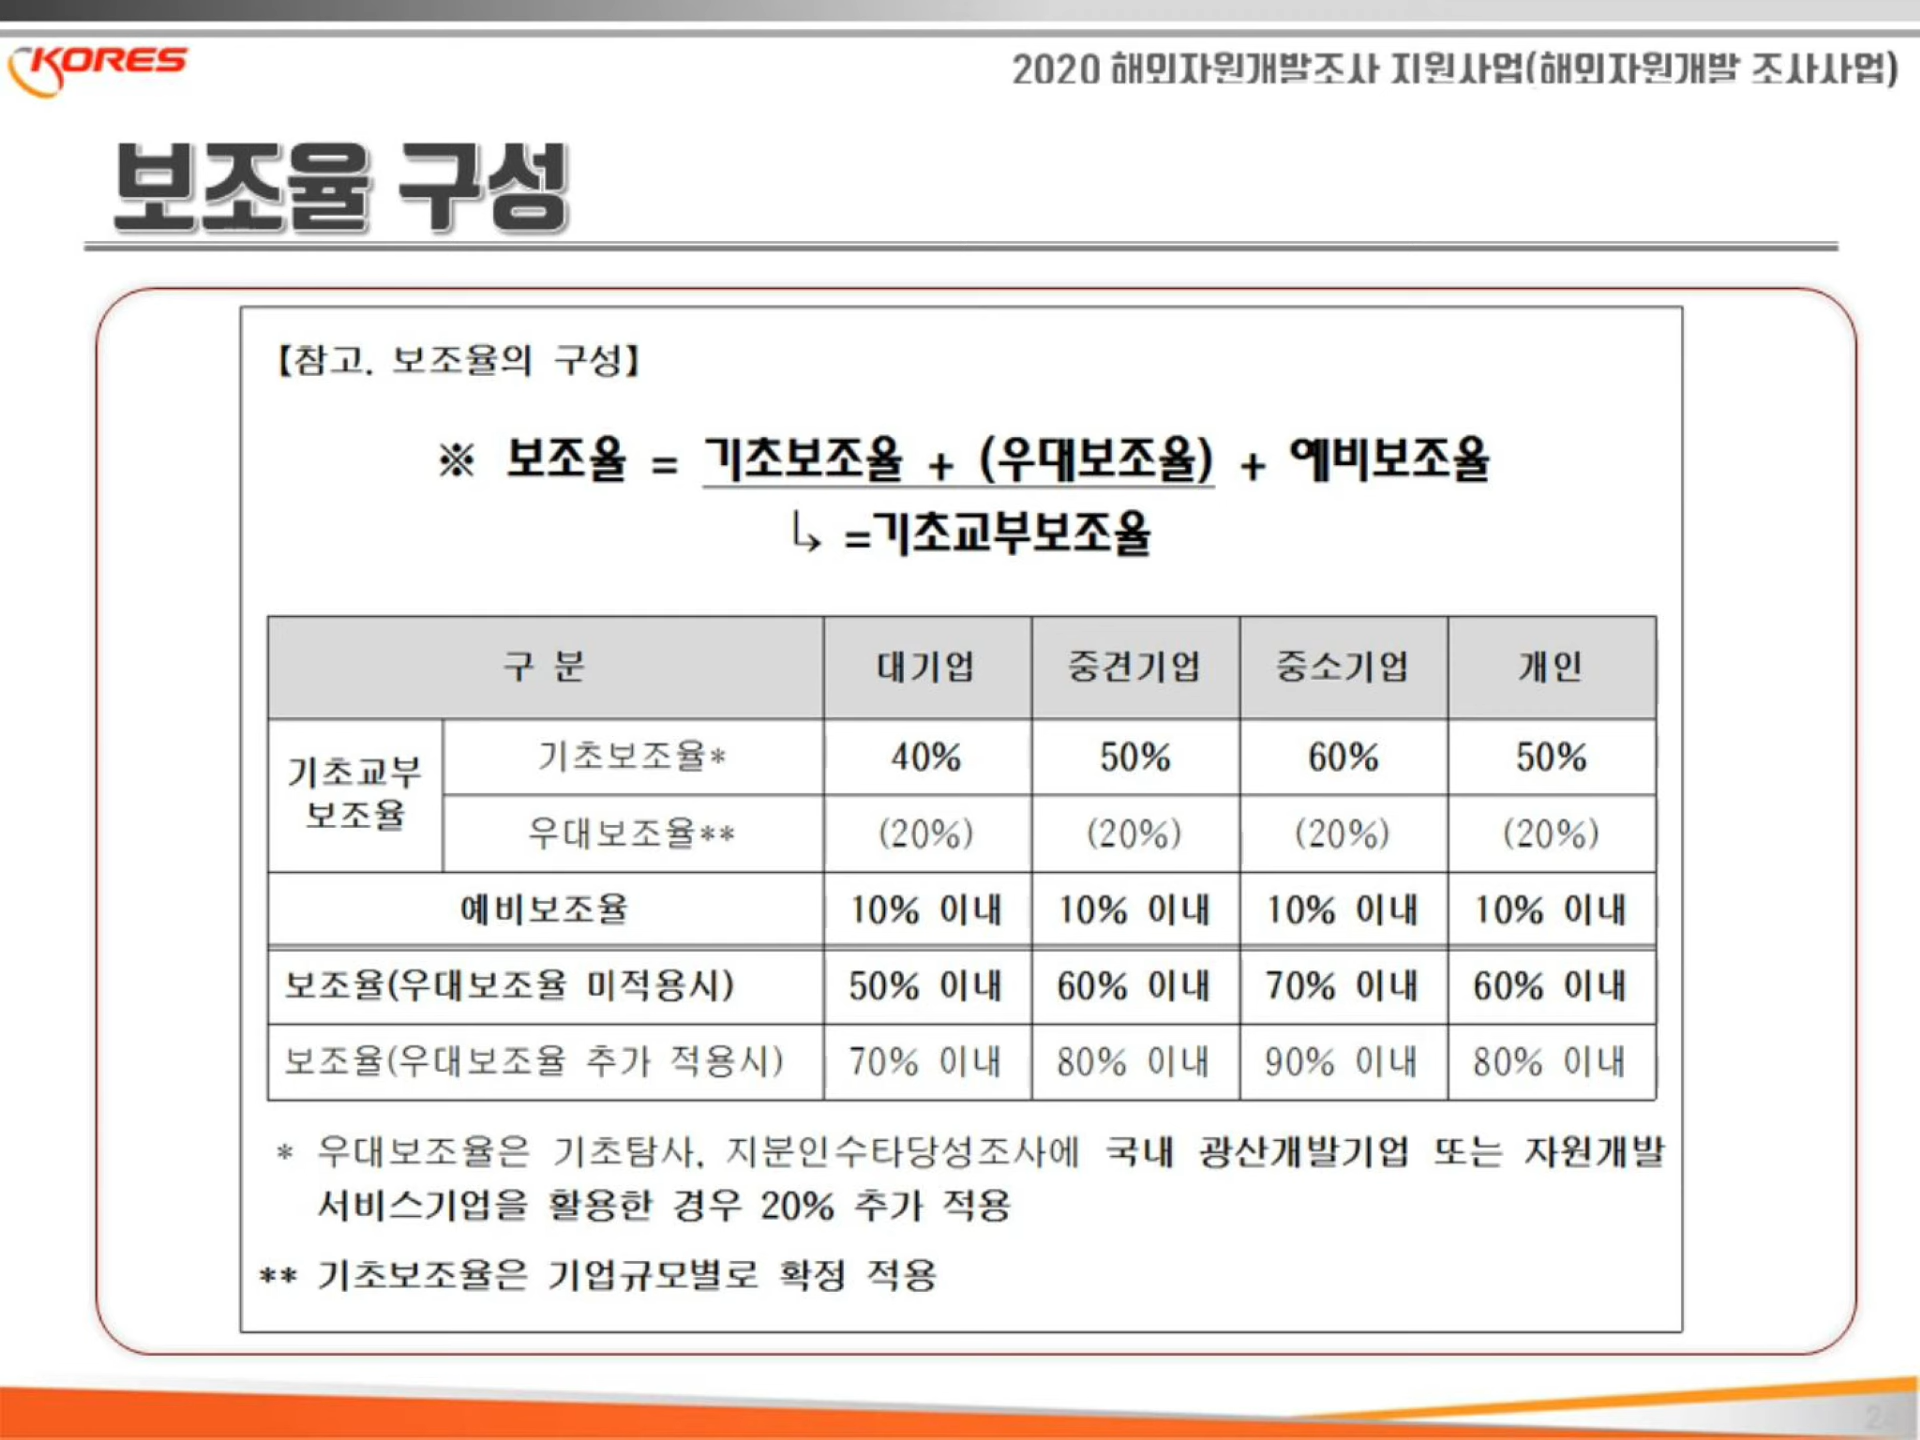 KORES
2020 해외자원개발조사 지원사업(해외자원개발 조사사업)
보조율 구성
【참고. 보조율의 구성】
※ 보조율 = 기초보조율 + (우대보조율) + 예비보조율
↳ =기초교부보조율
구 분 대기업 중견기업 중소기업 개인
기초교부 보조율 기초보조율* 40% 50% 60% 50%
우대보조율** (20%) (20%) (20%) (20%)
예비보조율 10% 이내 10% 이내 10% 이내 10% 이내
보조율(우대보조율 미적용시) 50% 이내 60% 이내 70% 이내 60% 이내
보조율(우대보조율 추가 적용시) 70% 이내 80% 이내 90% 이내 80% 이내
* 우대보조율은 기초탐사, 지분인수타당성조사에 국내 광산개발기업 또는 자원개발
서비스기업을 활용한 경우 20% 추가 적용
** 기초보조율은 기업규모별로 확정 적용